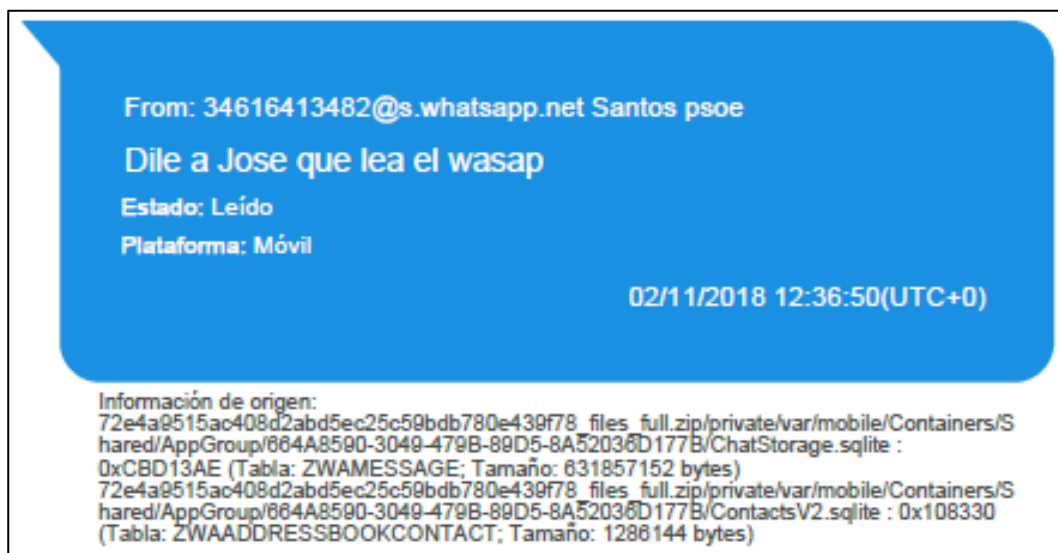 From: 34616413482@s.whatsapp.net Santos psoe
Dile a Jose que lea el wasap
Estado: Leído
Plataforma: Móvil
02/11/2018 12:36:50(UTC+0)
Información de origen:
72e4a9515ac408d2abd5ec25c59bdb780e439f78_files_full.zip/private/var/mobile/Containers/S
hared/AppGroup/664A8590-3049-479B-89D5-8A52036D177B/ChatStorage.sqlite :
0xCBD13AE (Tabla: ZWAMESSAGE; Tamaño: 631857152 bytes)
72e4a9515ac408d2abd5ec25c59bdb780e439f78_files_full.zip/private/var/mobile/Containers/S
hared/AppGroup/664A8590-3049-479B-89D5-8A52036D177B/ContactsV2.sqlite : 0x108330
(Tabla: ZWAADDRESSBOOKCONTACT; Tamaño: 1286144 bytes)